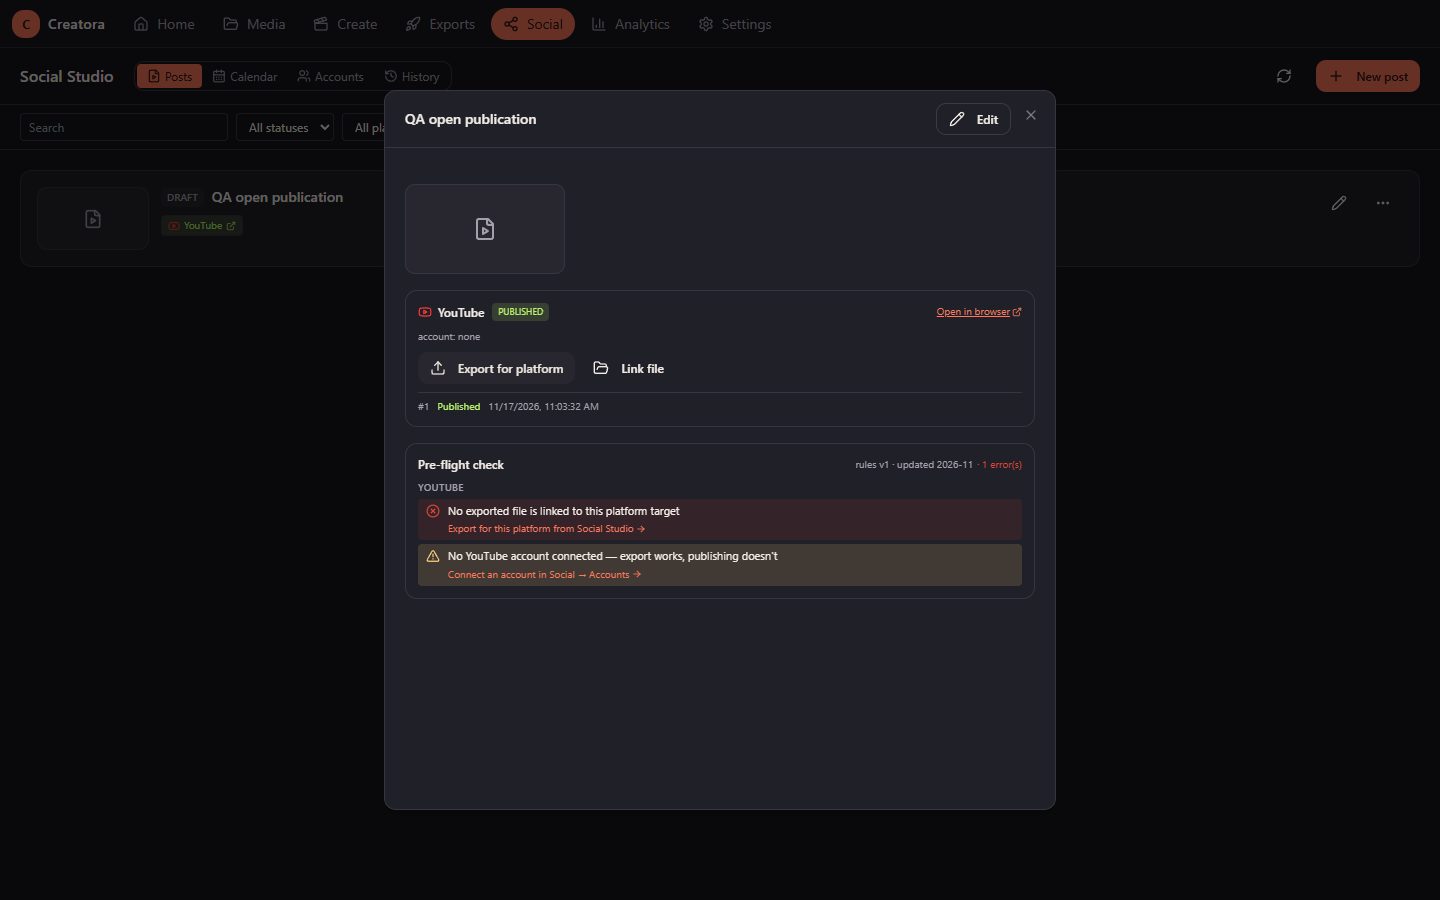 C Creatora Home Media Create Exports Social Analytics Settings
Social Studio Posts Calendar Accounts History New post
Search All statuses All pla
DRAFT QA open publication
YouTube
QA open publication Edit
YouTube PUBLISHED Open in browser
account: none
Export for platform Link file
#1 Published 11/17/2026, 11:03:32 AM
Pre-flight check rules v1 · updated 2026-11 · 1 error(s)
YOUTUBE
No exported file is linked to this platform target
Export for this platform from Social Studio →
No YouTube account connected — export works, publishing doesn't
Connect an account in Social → Accounts →